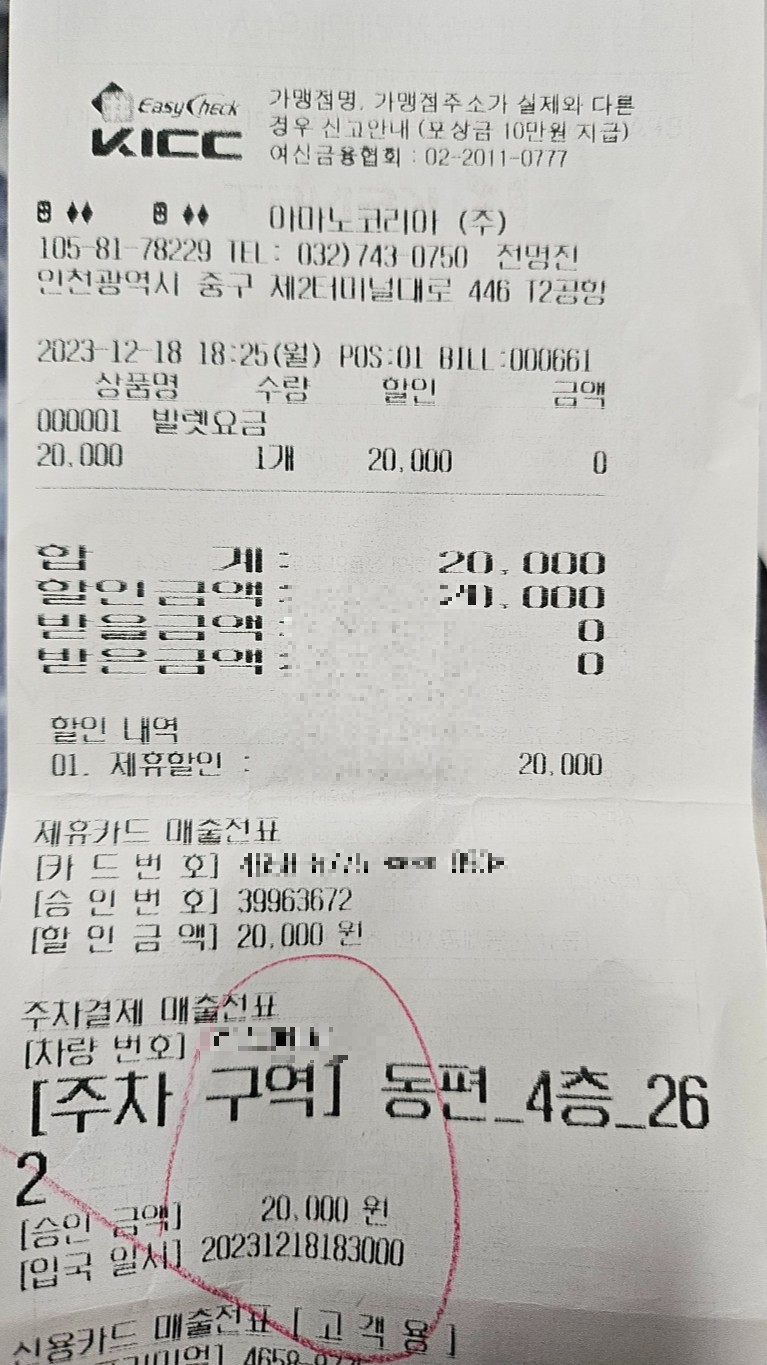 EasyCheck
KICC
가맹점명, 가맹점주소가 실제와 다른
경우 신고안내 (포상금 10만원 지급)
여신금융협회 : 02-2011-0777
아마노코리아 (주)
105-81-78229 TEL: 032)743-0750 전명진
인천광역시 중구 제2터미널대로 446 T2공항
2023-12-18 18:25(월) POS:01 BILL:000661
상품명 수량 할인 금액
000001 발렛요금
20,000 1개 20,000 0
합 계 : 20,000
할인금액 : 20,000
받을금액 : 0
받은금액 : 0
할인 내역
01. 제휴할인 : 20,000
제휴카드 매출전표
[카 드 번 호]
[승 인 번 호] 39963672
[할 인 금 액] 20,000 원
주차결제 매출전표
[차량 번호]
[주차 구역] 동편_4층_26
2
[승인 금액] 20,000 원
[입국 일시] 20231218183000
신용카드 매출전표 [ 고 객 용 ]